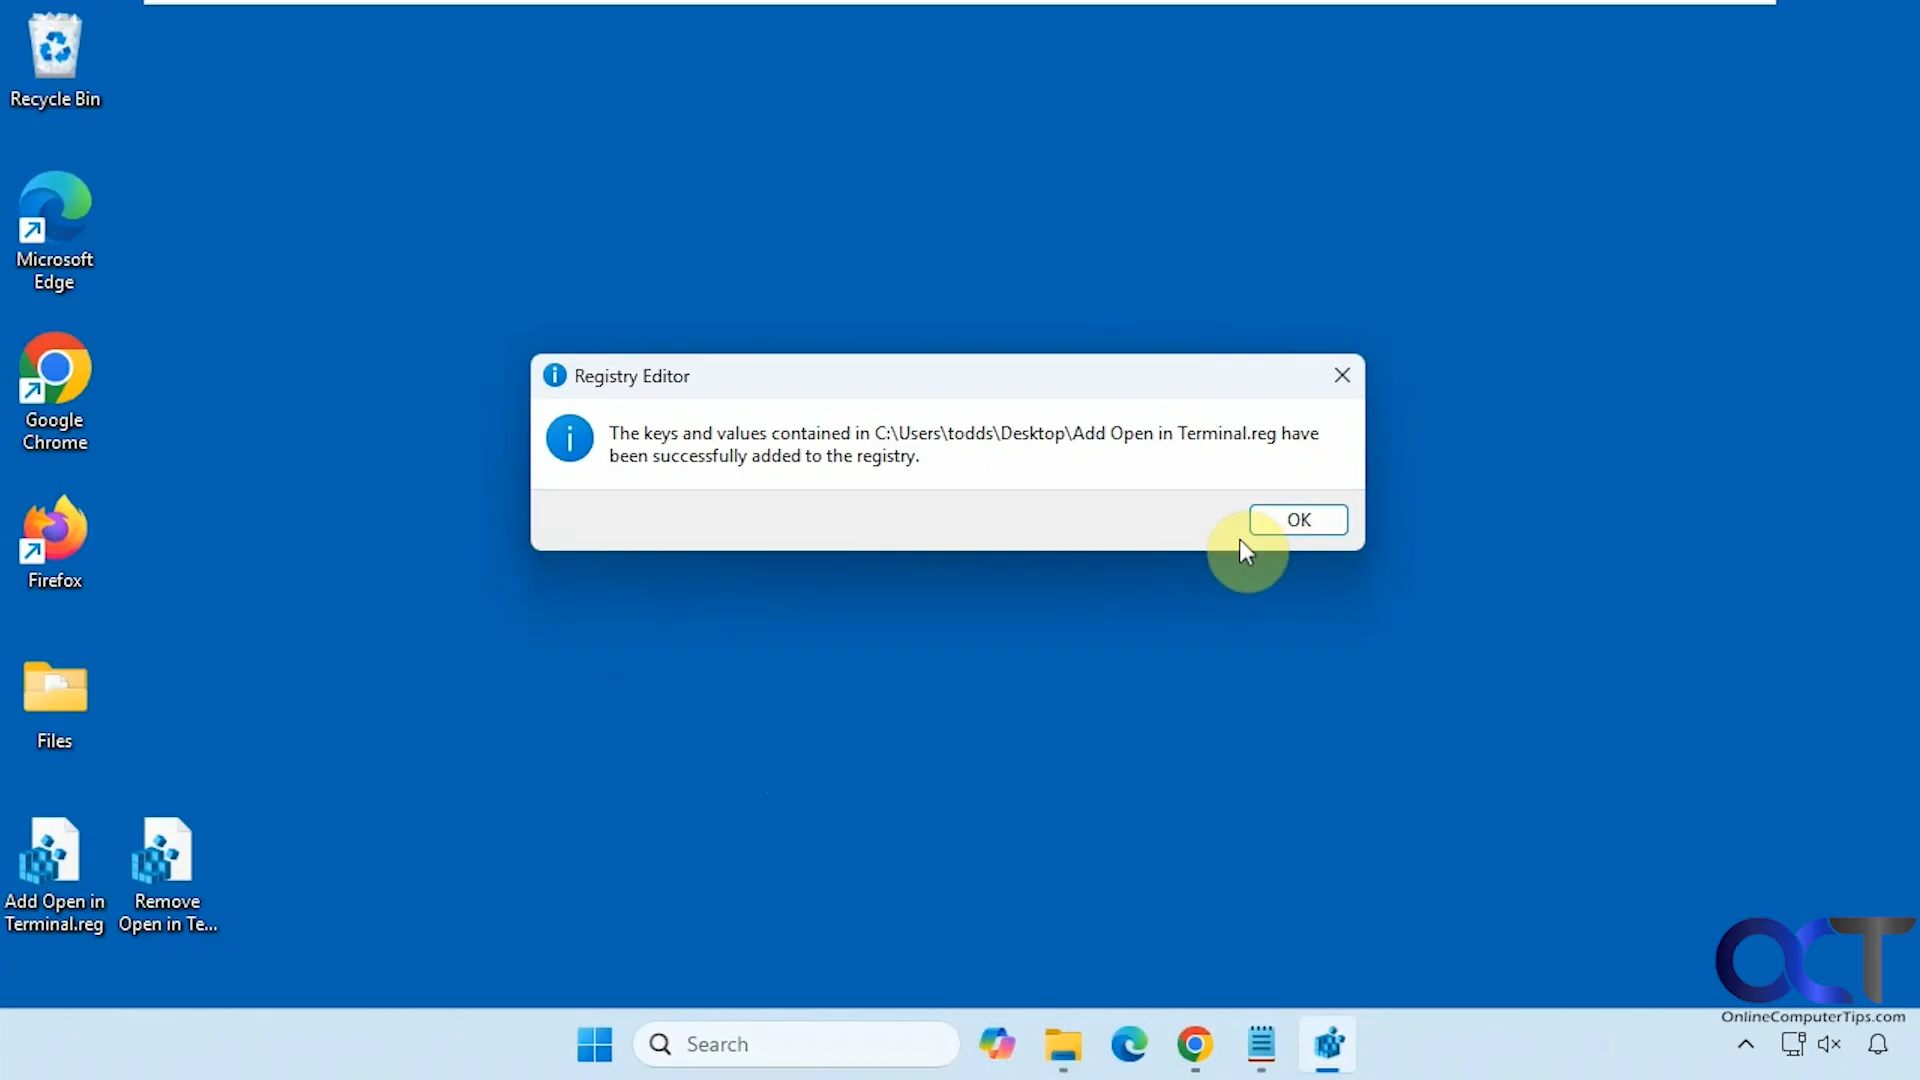 Recycle Bin
Microsoft
Edge
Google
Chrome
Firefox
Files
Add Open in
Terminal.reg
Remove
Open in Te...
Registry Editor
The keys and values contained in C:\Users\todds\Desktop\Add Open in Terminal.reg have
been successfully added to the registry.
OK
OCT
OnlineComputerTips.com
Search